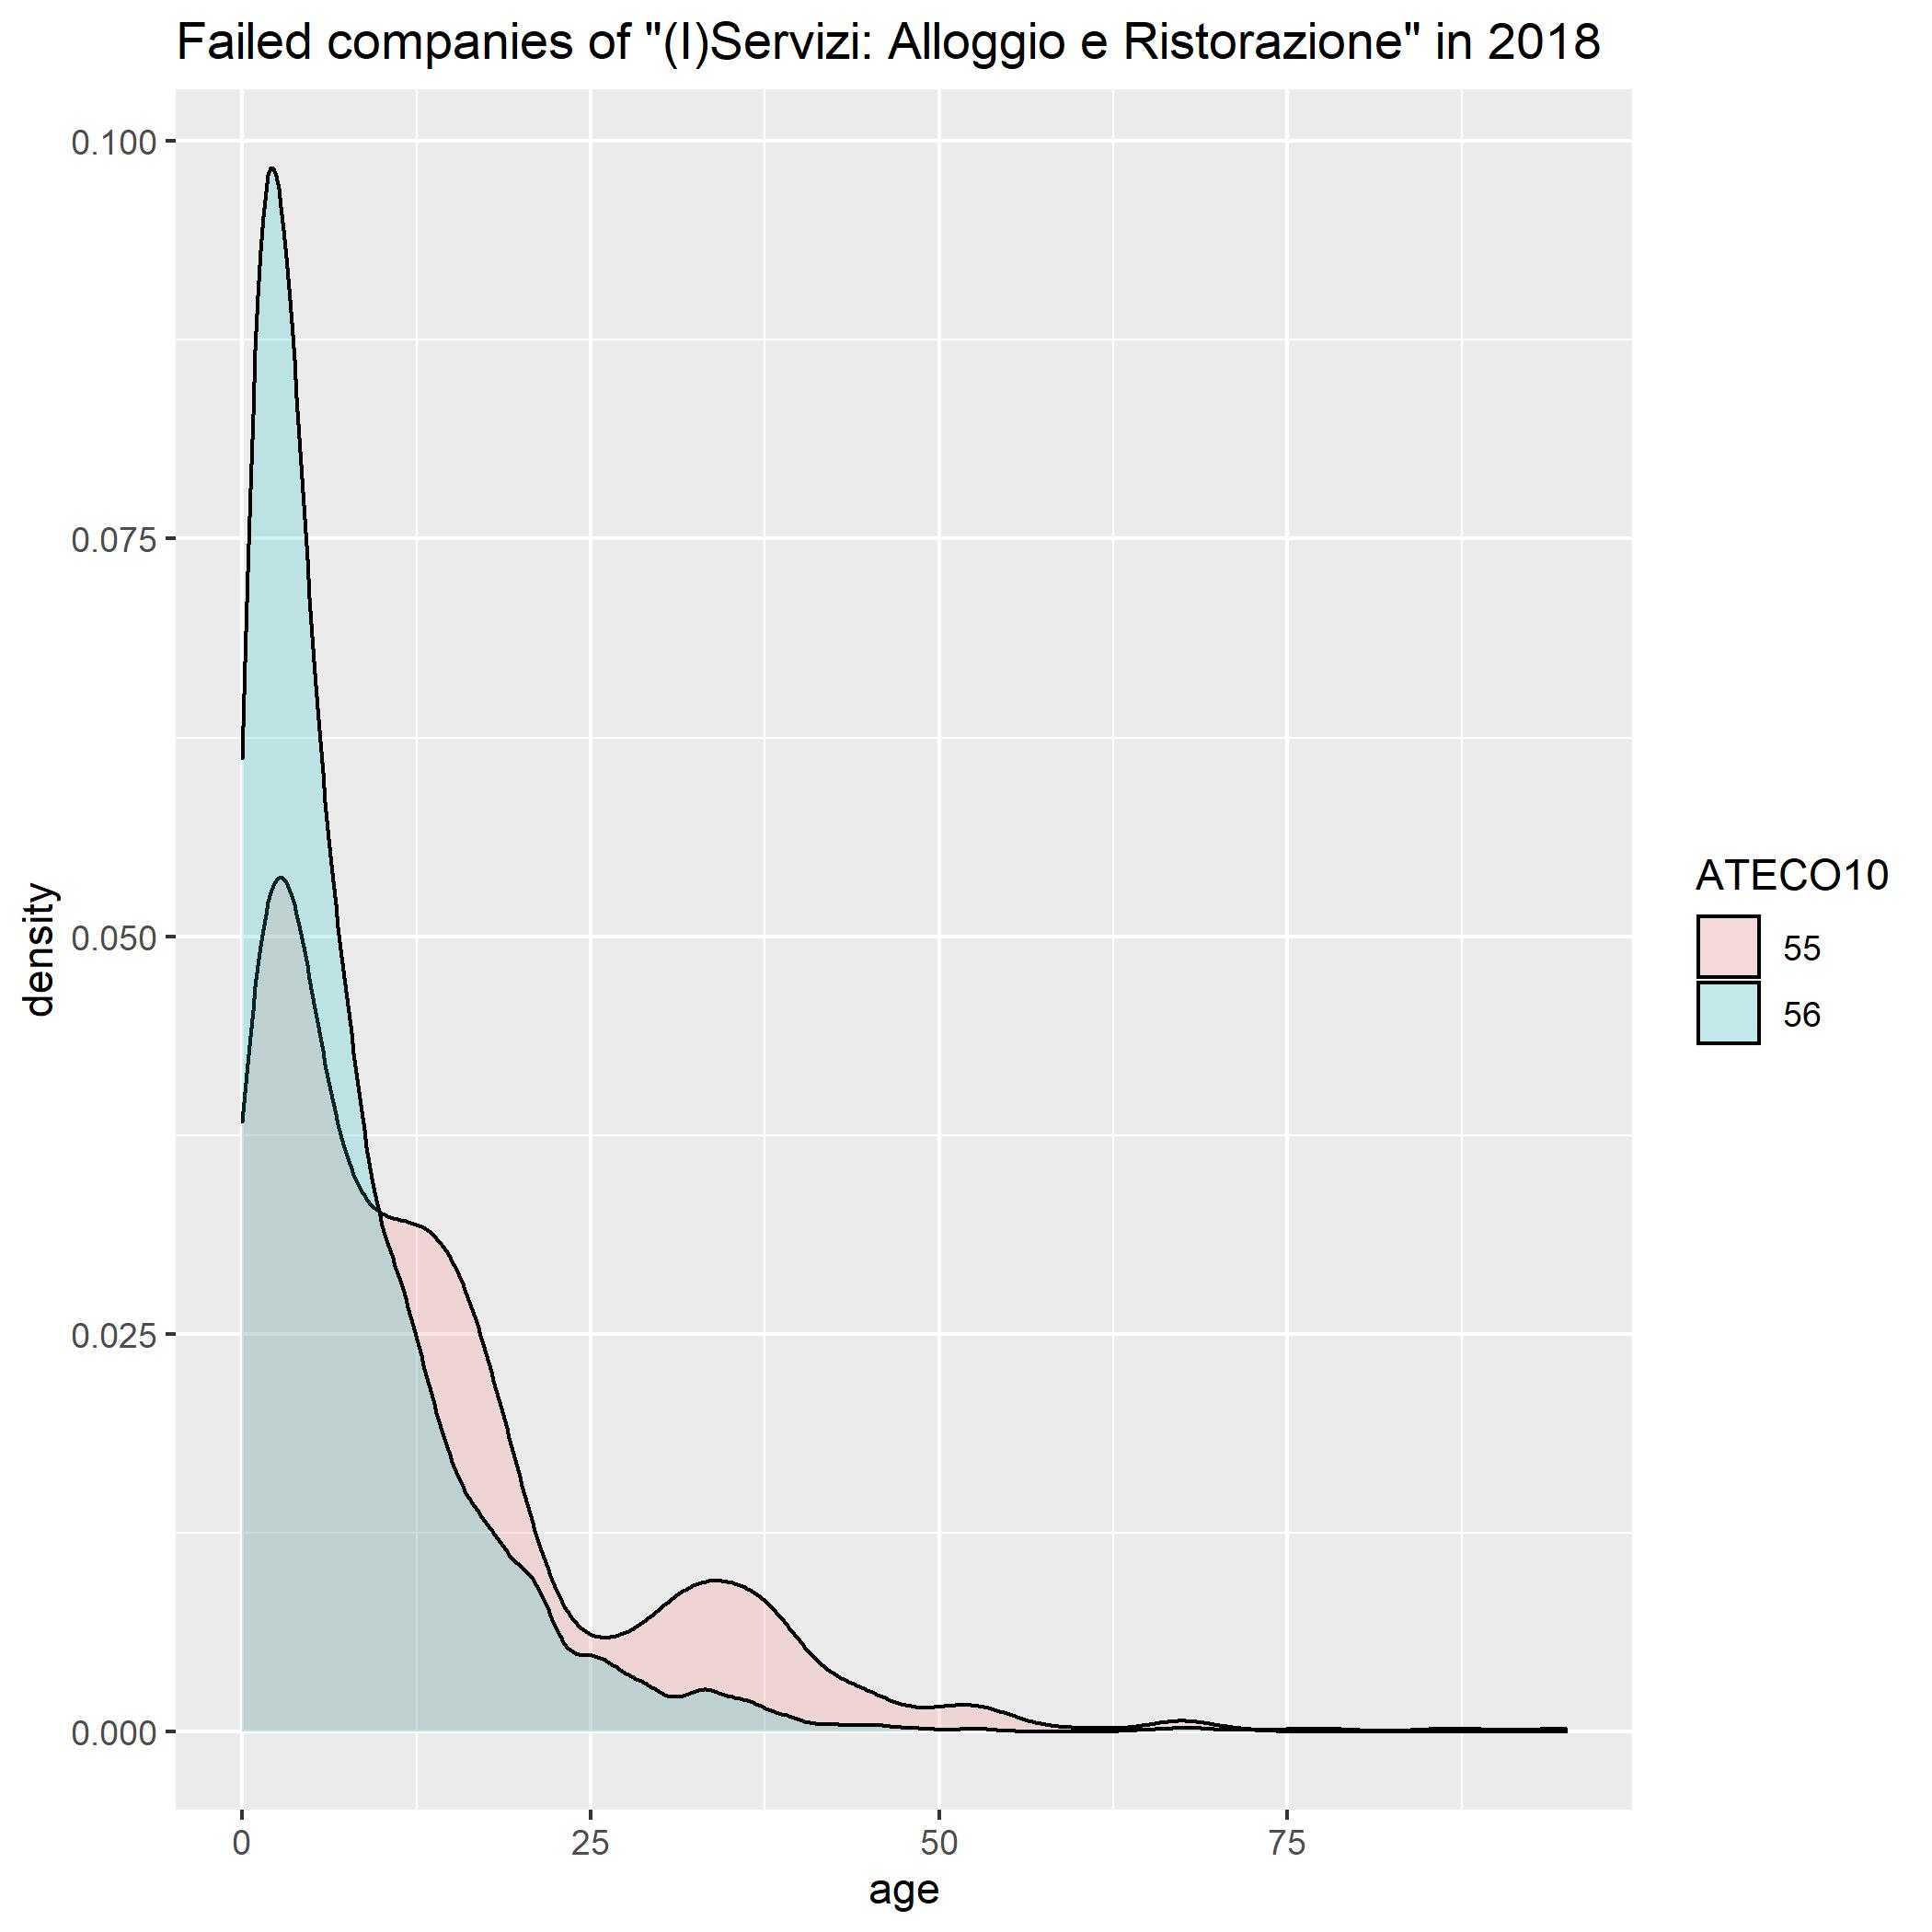 Failed companies of "(I)Servizi: Alloggio e Ristorazione" in 2018
0.100
0.075
0.050
0.025
0.000
density
0
25
50
75
age
ATECO10
55
56